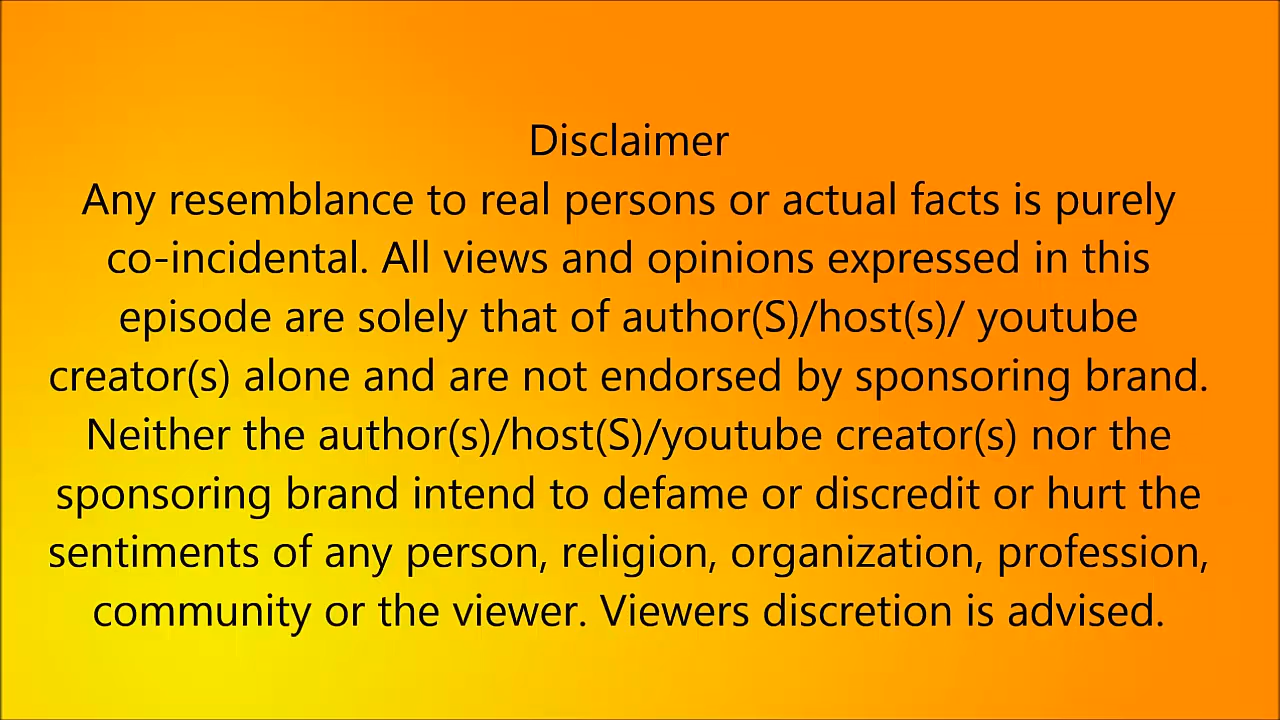 Disclaimer
Any resemblance to real persons or actual facts is purely
co-incidental. All views and opinions expressed in this
episode are solely that of author(S)/host(s)/ youtube
creator(s) alone and are not endorsed by sponsoring brand.
Neither the author(s)/host(S)/youtube creator(s) nor the
sponsoring brand intend to defame or discredit or hurt the
sentiments of any person, religion, organization, profession,
community or the viewer. Viewers discretion is advised.